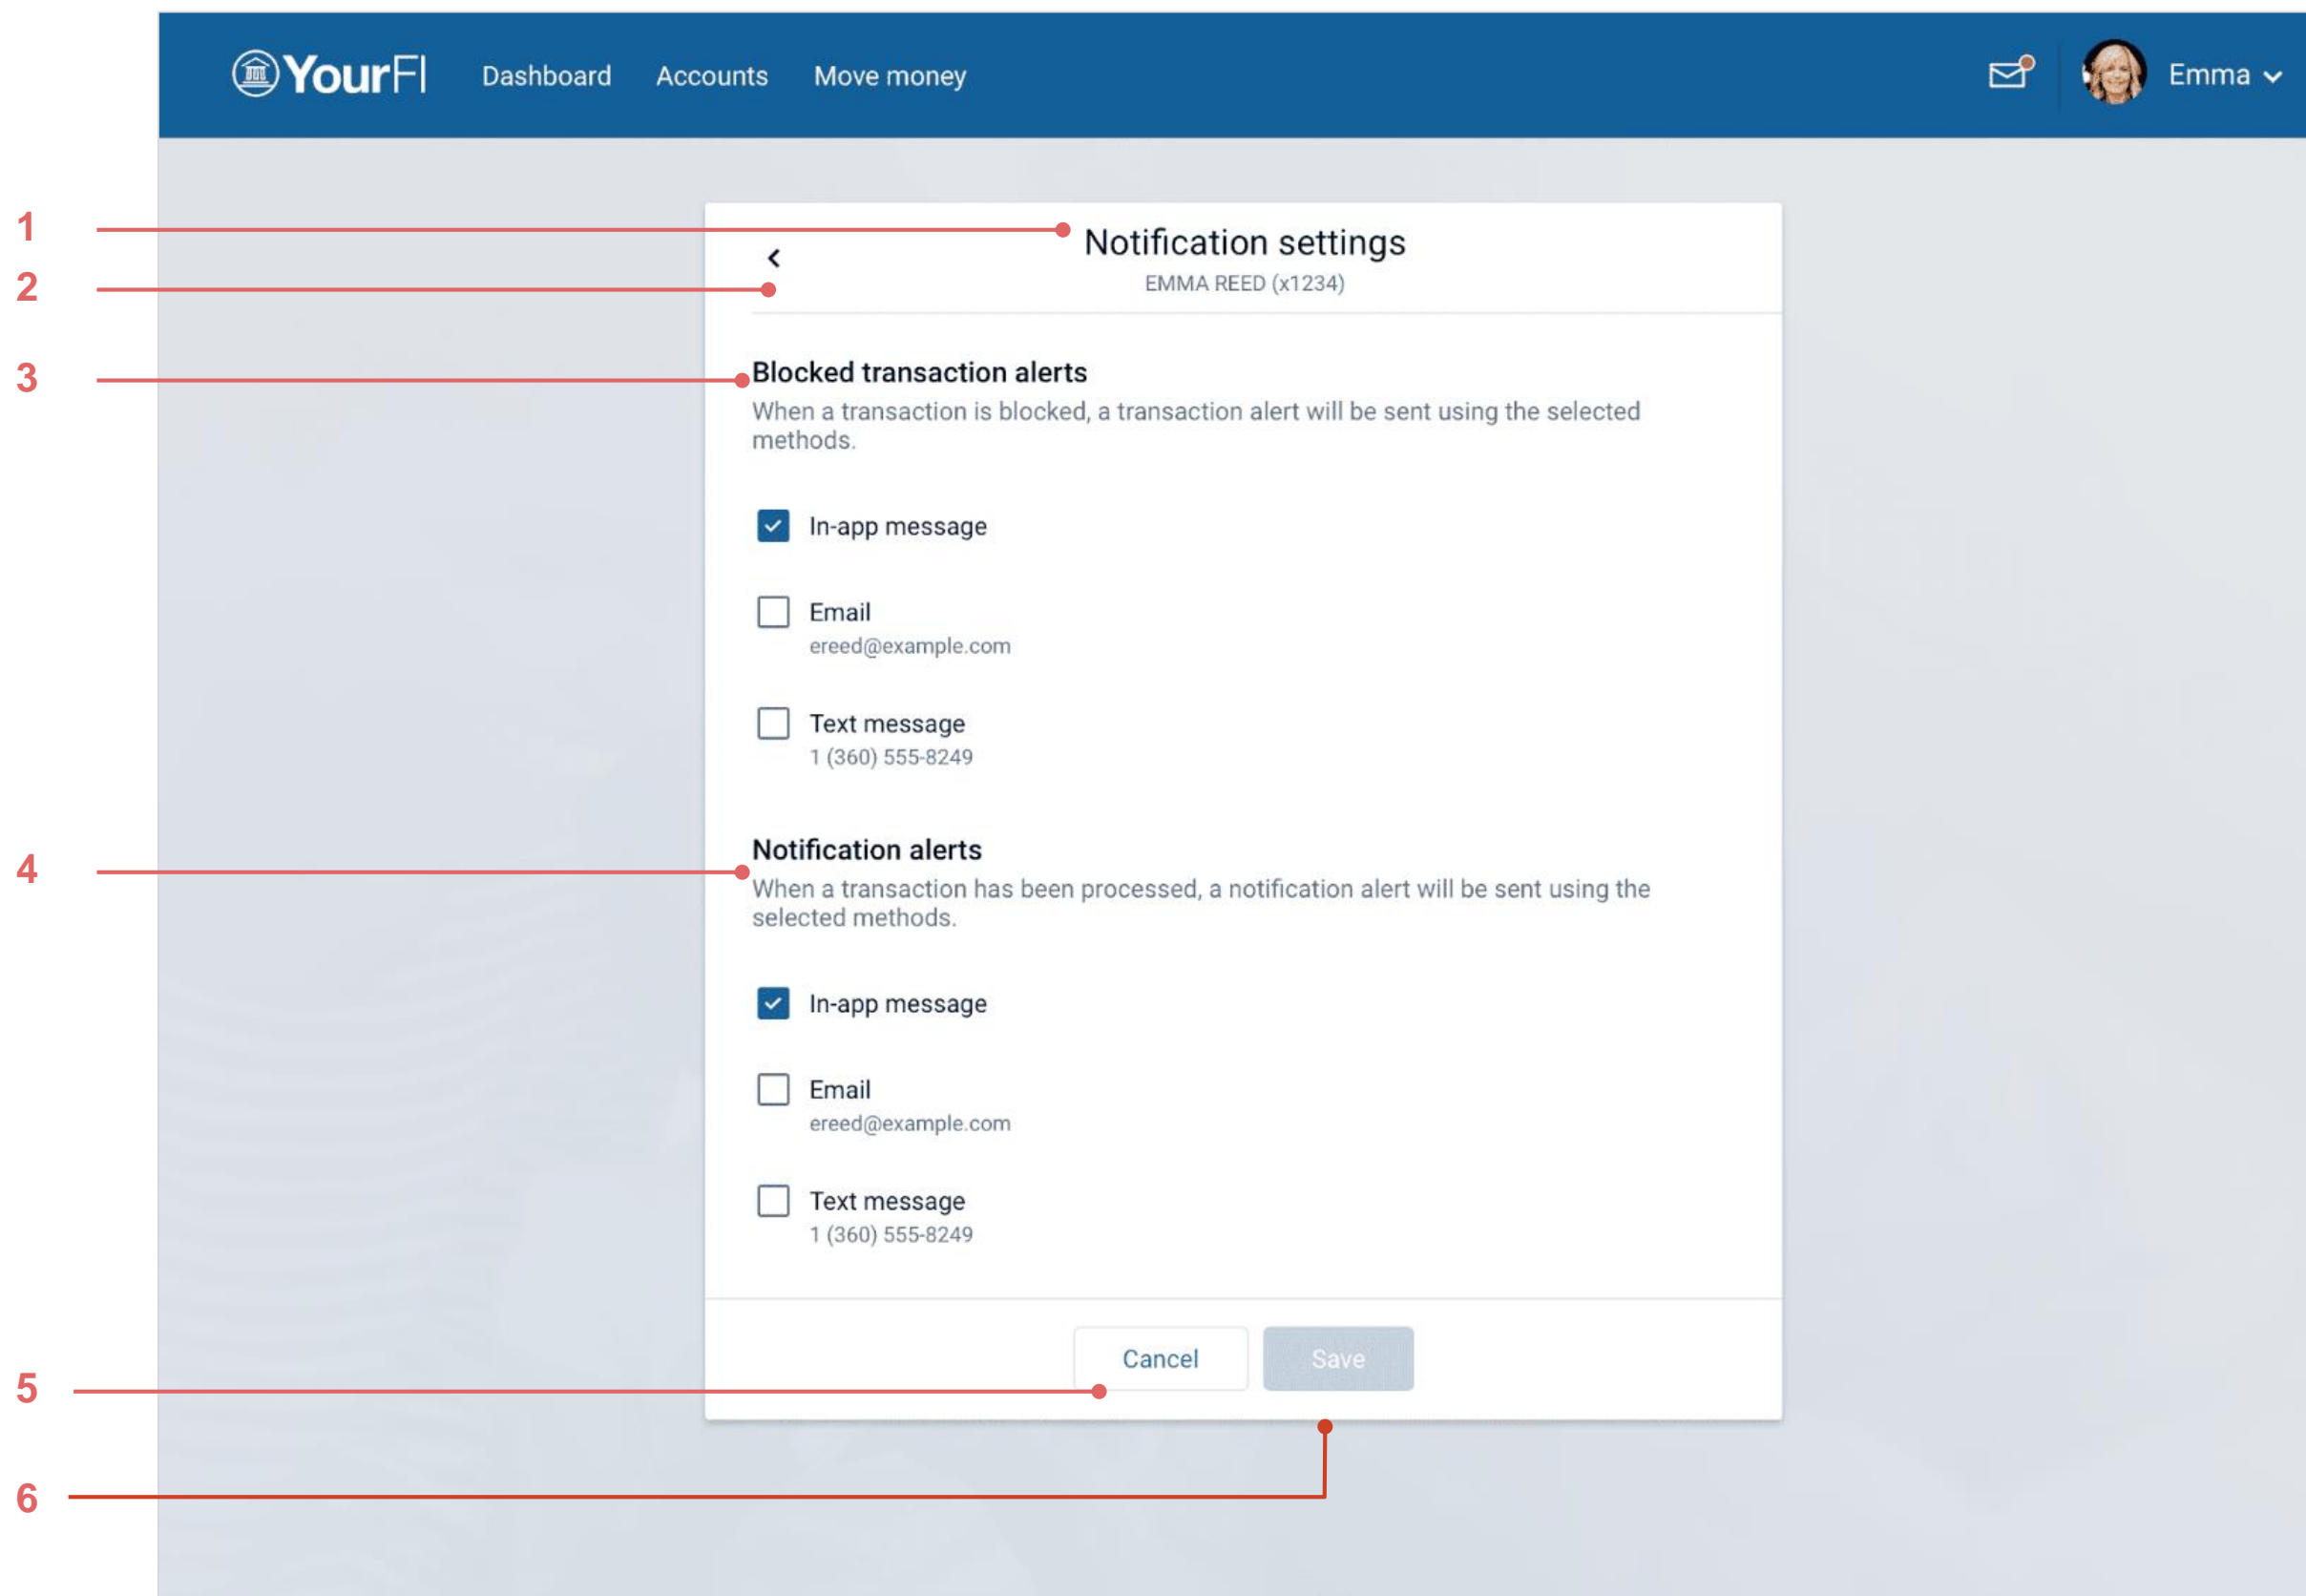 YourFI Dashboard Accounts Move money Emma
1
Notification settings
2
EMMA REED (x1234)
3
Blocked transaction alerts
When a transaction is blocked, a transaction alert will be sent using the selected
methods.
In-app message
Email
ereed@example.com
Text message
1 (360) 555-8249
4
Notification alerts
When a transaction has been processed, a notification alert will be sent using the
selected methods.
In-app message
Email
ereed@example.com
Text message
1 (360) 555-8249
Cancel Save
5
6